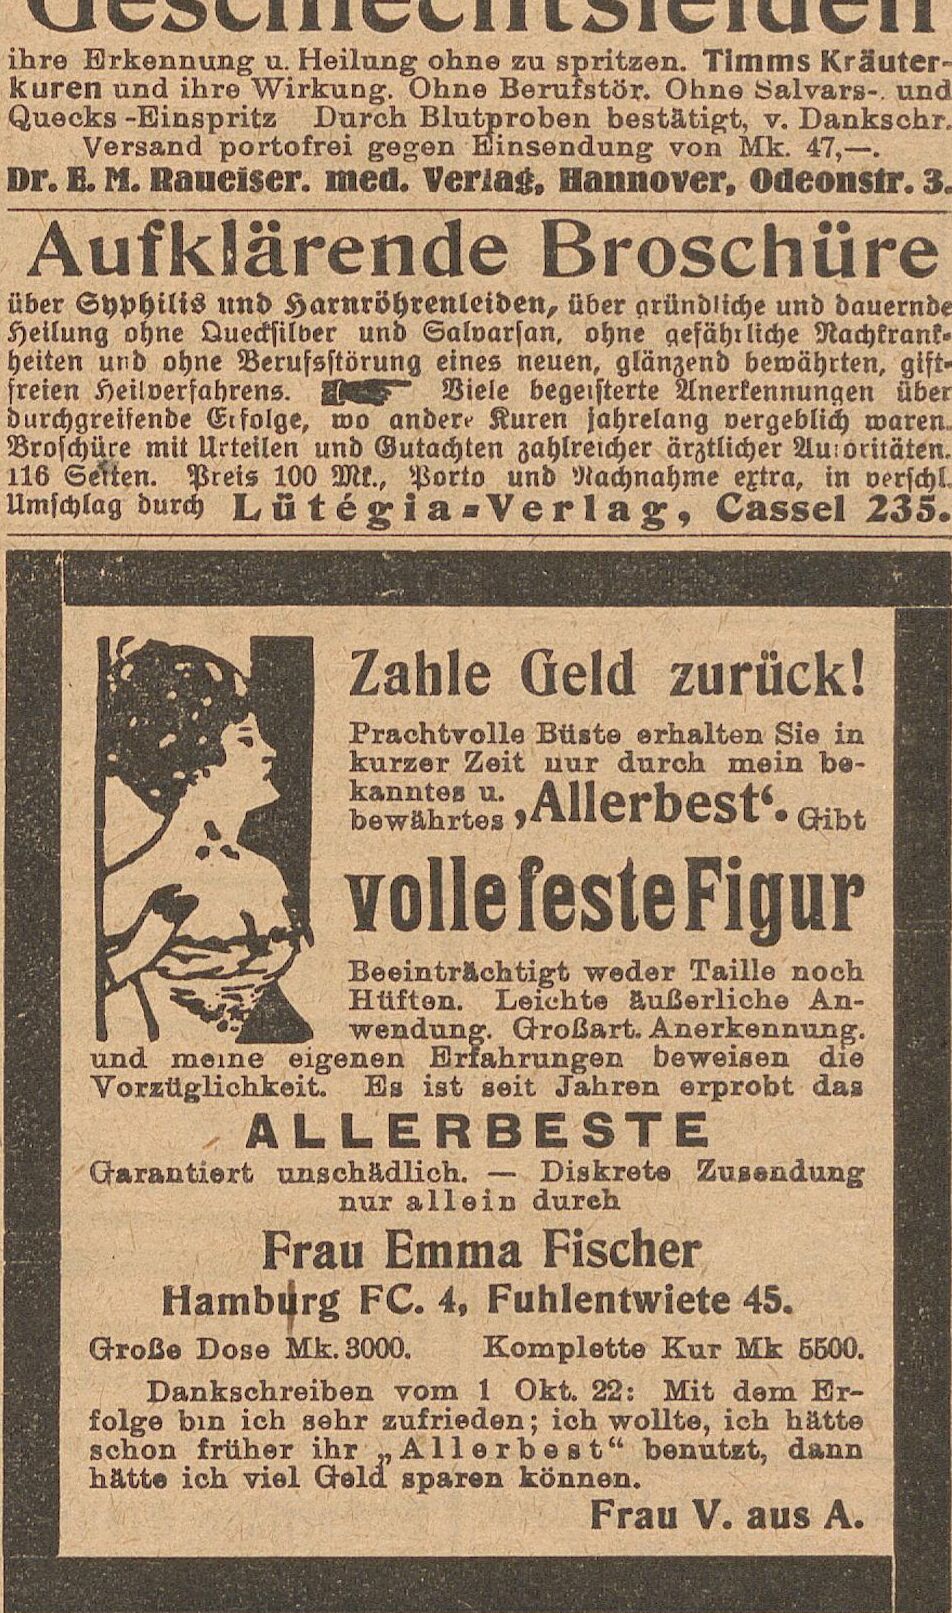 Geschlechtsleiden
ihre Erkennung u. Heilung ohne zu spritzen. Timms Kräuter-
kuren und ihre Wirkung. Ohne Berufstör. Ohne Salvars-. und
Quecks-Einspritz Durch Blutproben bestätigt, v. Dankschr.
Versand portofrei gegen Einsendung von Mk. 47,—.
Dr. E. M. Raueiser. med. Verlag, Hannover, Odeonstr. 3.
Aufklärende Broschüre
über Syphilis und Harnröhrenleiden, über gründliche und dauernde
Heilung ohne Quecksilber und Salvarsan, ohne gefährliche Nachkrank-
heiten und ohne Berufsstörung eines neuen, glänzend bewährten, gift-
freien Heilverfahrens. Viele begeisterte Anerkennungen über
durchgreifende Erfolge, wo andere Kuren jahrelang vergeblich waren.
Broschüre mit Urteilen und Gutachten zahlreicher ärztlicher Autoritäten.
116 Seiten. Preis 100 Mk., Porto und Nachnahme extra, in verschl.
Umschlag durch Lütégia-Verlag, Cassel 235.
Zahle Geld zurück!
Prachtvolle Büste erhalten Sie in
kurzer Zeit nur durch mein be-
kanntes u.
bewährtes ‚Allerbest‘. Gibt
volle feste Figur
Beeinträchtigt weder Taille noch
Hüften. Leichte äußerliche An-
wendung. Großart. Anerkennung.
und meine eigenen Erfahrungen beweisen die
Vorzüglichkeit. Es ist seit Jahren erprobt das
ALLERBESTE
Garantiert unschädlich. — Diskrete Zusendung
nur allein durch
Frau Emma Fischer
Hamburg FC. 4, Fuhlentwiete 45.
Große Dose Mk. 3000. Komplette Kur Mk 5500.
Dankschreiben vom 1 Okt. 22: Mit dem Er-
folge bin ich sehr zufrieden; ich wollte, ich hätte
schon früher ihr „Allerbest“ benutzt, dann
hätte ich viel Geld sparen können.
Frau V. aus A.